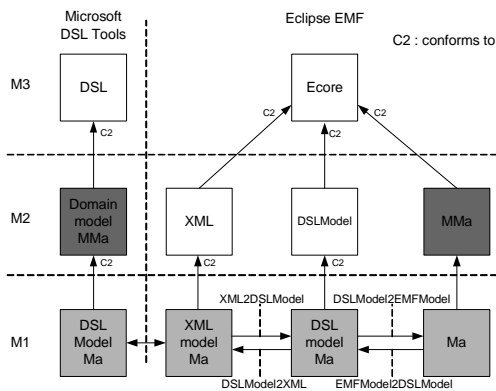 Microsoft
DSL Tools
Eclipse EMF
C2 : conforms to
M3
DSL
Ecore
C2
C2
C2
C2
M2
Domain
model
MMa
XML
DSLModel
MMa
C2
C2
C2
XML2DSLModel
DSLModel2EMFModel
M1
DSL
Model
Ma
XML
model
Ma
DSL
model
Ma
Ma
DSLModel2XML
EMFModel2DSLModel